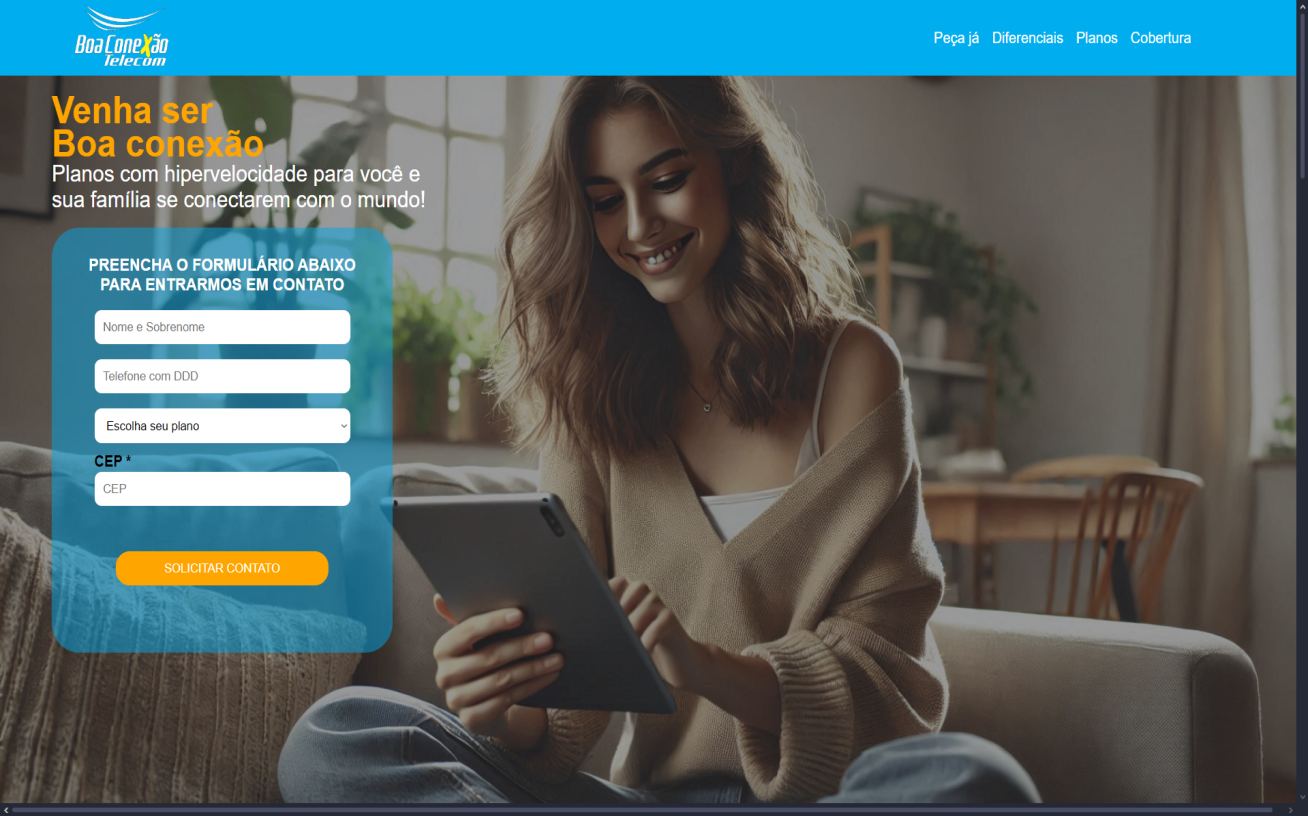 Boa Conexão
Telecom
Peça já Diferenciais Planos Cobertura
Venha ser
Boa conexão
Planos com hipervelocidade para você e
sua família se conectarem com o mundo!
PREENCHA O FORMULÁRIO ABAIXO
PARA ENTRARMOS EM CONTATO
Nome e Sobrenome
Telefone com DDD
Escolha seu plano
CEP *
CEP
SOLICITAR CONTATO